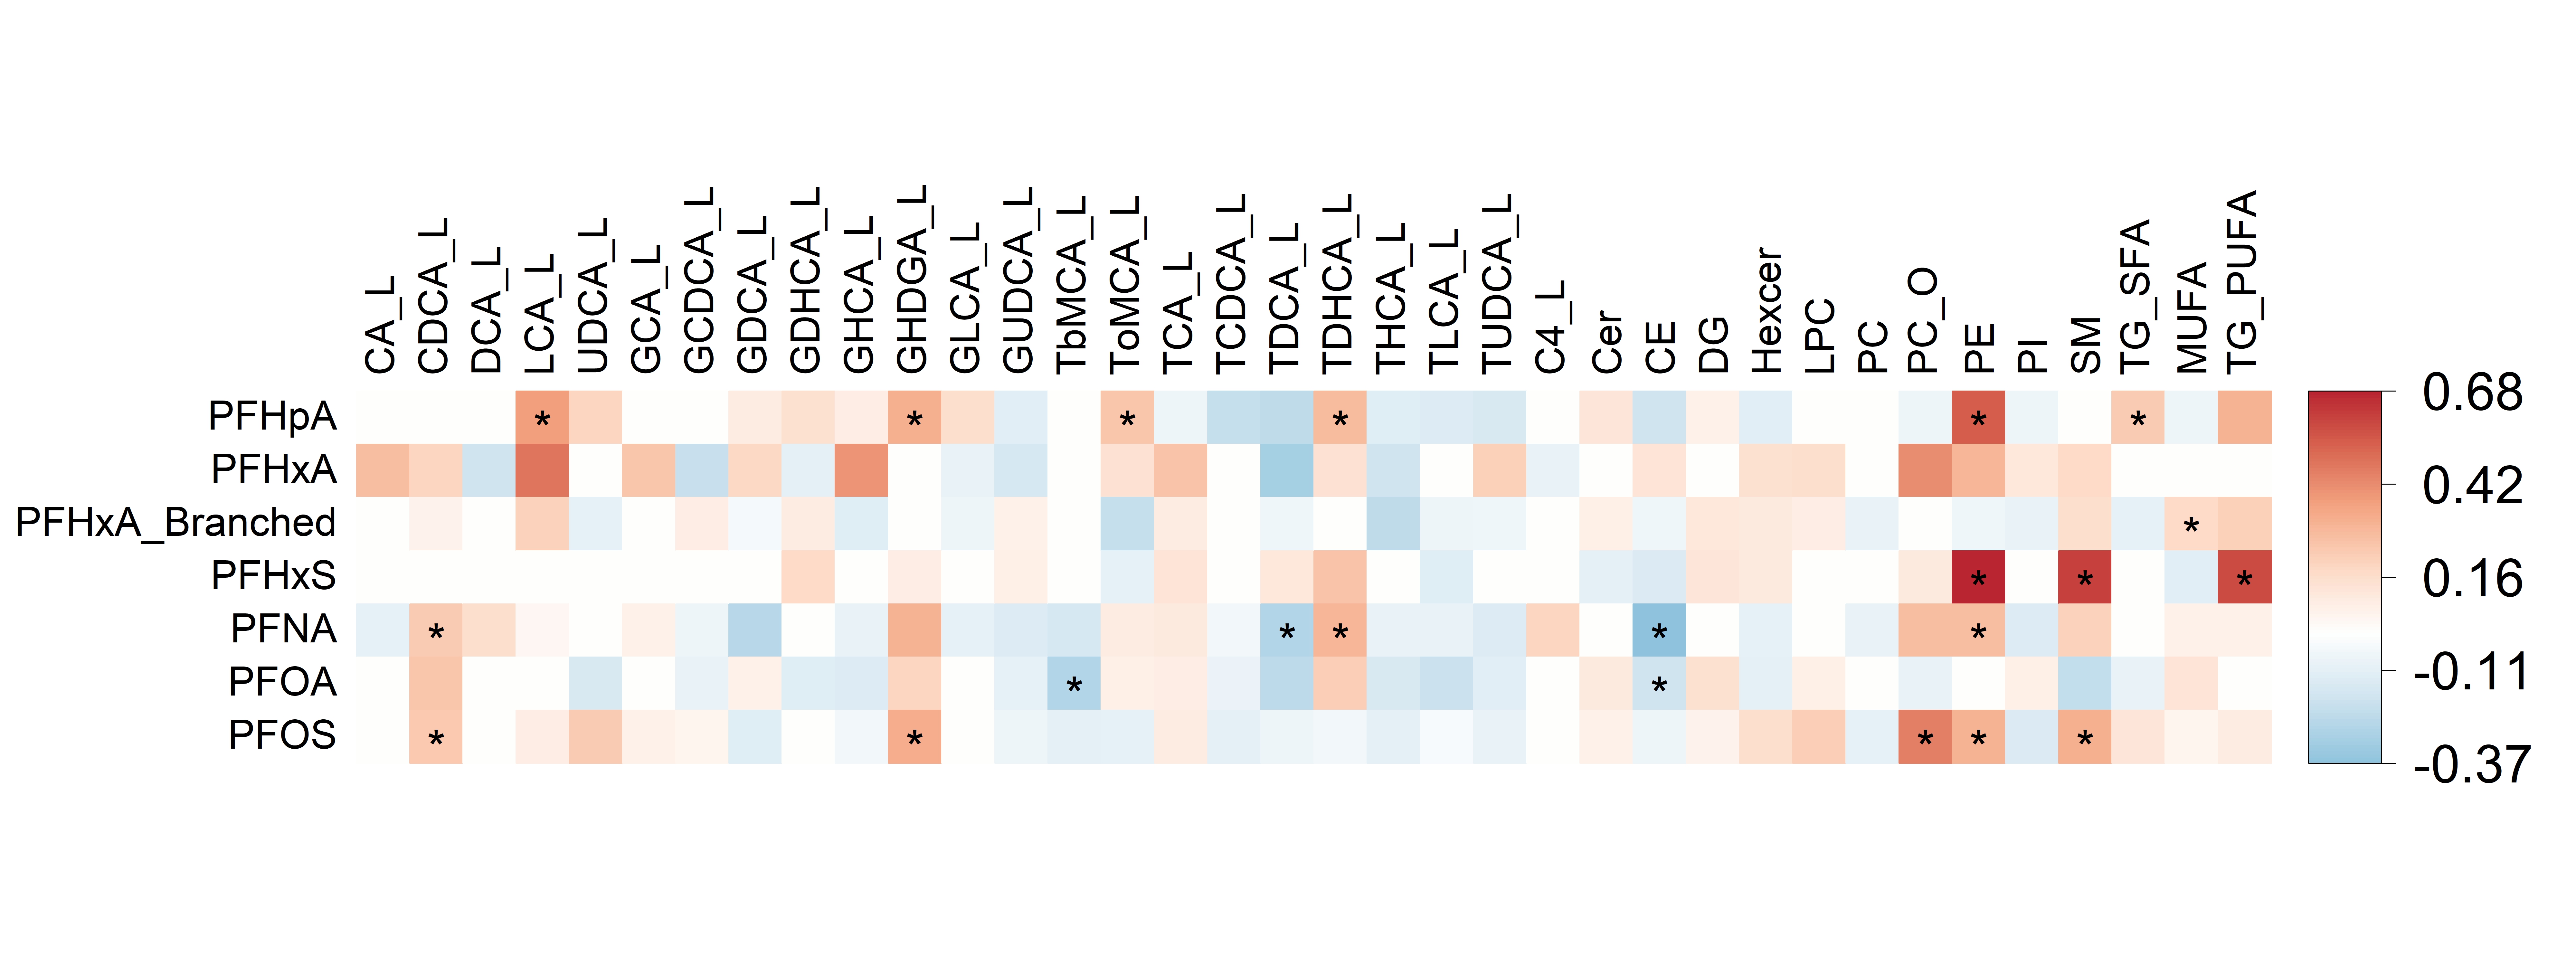 CA_L
CDCA_L
DCA_L
LCA_L
UDCA_L
GCA_L
GCDCA_L
GDCA_L
GDHCA_L
GHCA_L
GHDGA_L
GLCA_L
GUDCA_L
TbMCA_L
ToMCA_L
TCA_L
TCDCA_L
TDCA_L
TDHCA_L
THCA_L
TLCA_L
TUDCA_L
C4_L
Cer
CE
DG
Hexcer
LPC
PC
PC_O
PE
PI
SM
TG_SFA
MUFA
TG_PUFA
PFHpA * * * * * *
PFHxA
PFHxA_Branched *
PFHxS * * *
PFNA * * * * *
PFOA * *
PFOS * * * * *
0.68
0.42
0.16
-0.11
-0.37